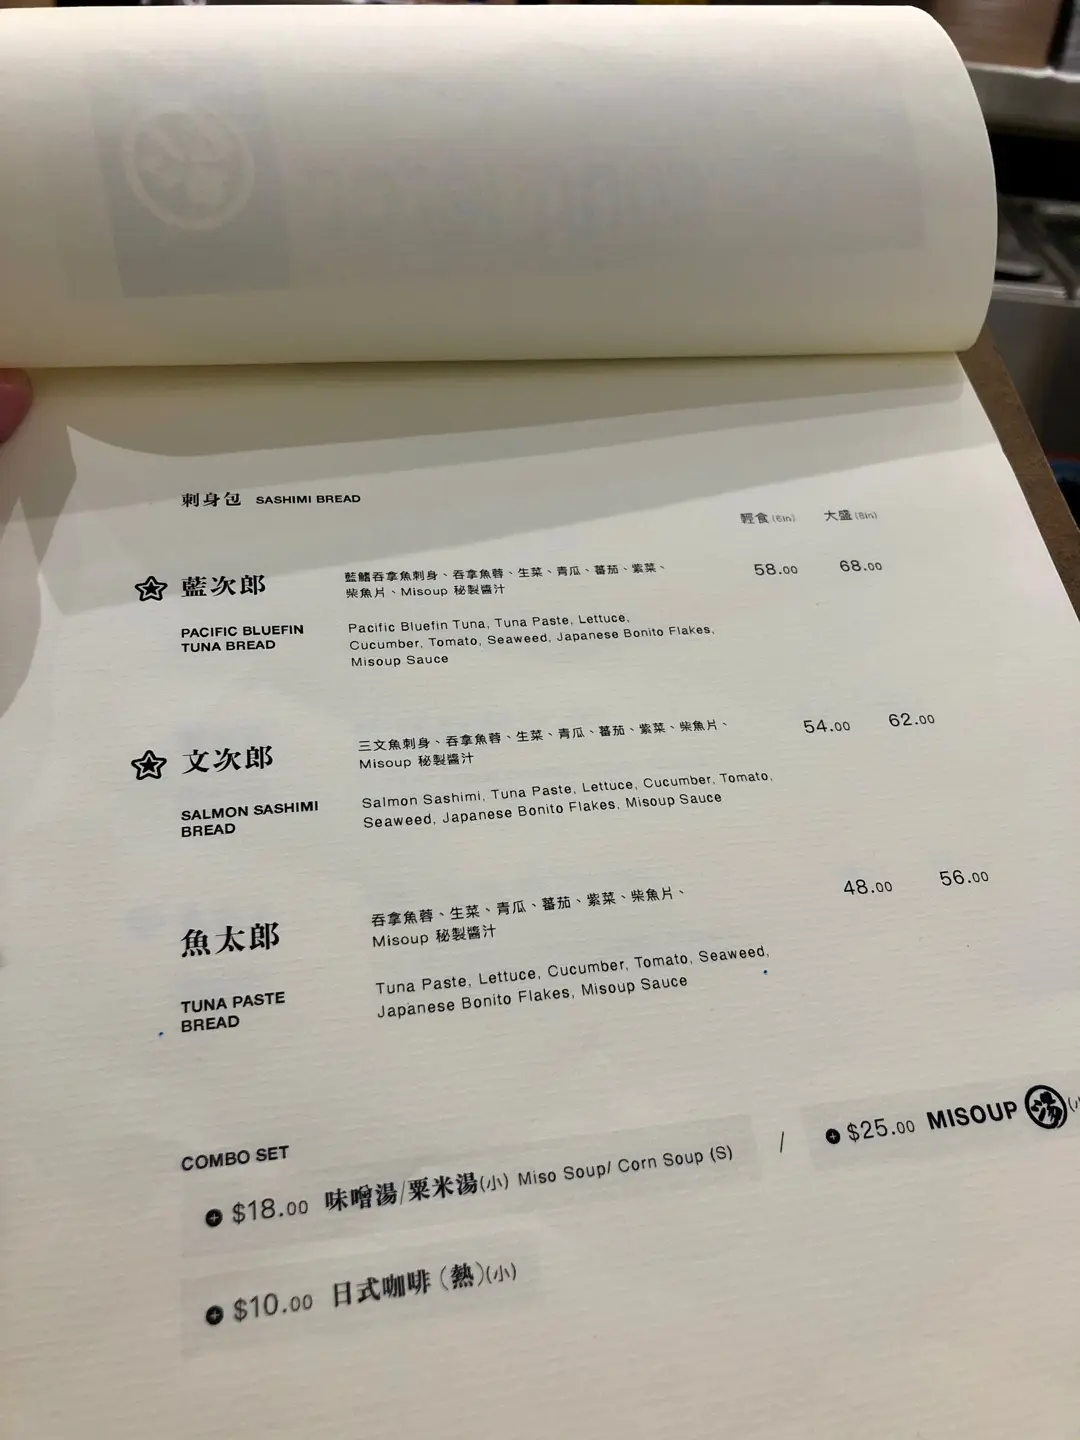 刺身包 SASHIMI BREAD
輕食(6in) 大盛(8in)
藍次郎
藍鰭吞拿魚刺身、吞拿魚蓉、生菜、青瓜、蕃茄、紫菜、
柴魚片、Misoup 秘製醬汁
58.00 68.00
PACIFIC BLUEFIN
TUNA BREAD
Pacific Bluefin Tuna, Tuna Paste, Lettuce,
Cucumber, Tomato, Seaweed, Japanese Bonito Flakes,
Misoup Sauce
文次郎
三文魚刺身、吞拿魚蓉、生菜、青瓜、蕃茄、紫菜、柴魚片、
Misoup 秘製醬汁
54.00 62.00
SALMON SASHIMI
BREAD
Salmon Sashimi, Tuna Paste, Lettuce, Cucumber, Tomato,
Seaweed, Japanese Bonito Flakes, Misoup Sauce
魚太郎
吞拿魚蓉、生菜、青瓜、蕃茄、紫菜、柴魚片、
Misoup 秘製醬汁
48.00 56.00
TUNA PASTE
BREAD
Tuna Paste, Lettuce, Cucumber, Tomato, Seaweed,
Japanese Bonito Flakes, Misoup Sauce
COMBO SET
+ $18.00 味噌湯/粟米湯(小) Miso Soup/ Corn Soup (S) / + $25.00 MISOUP 湯
+ $10.00 日式咖啡(熱)(小)